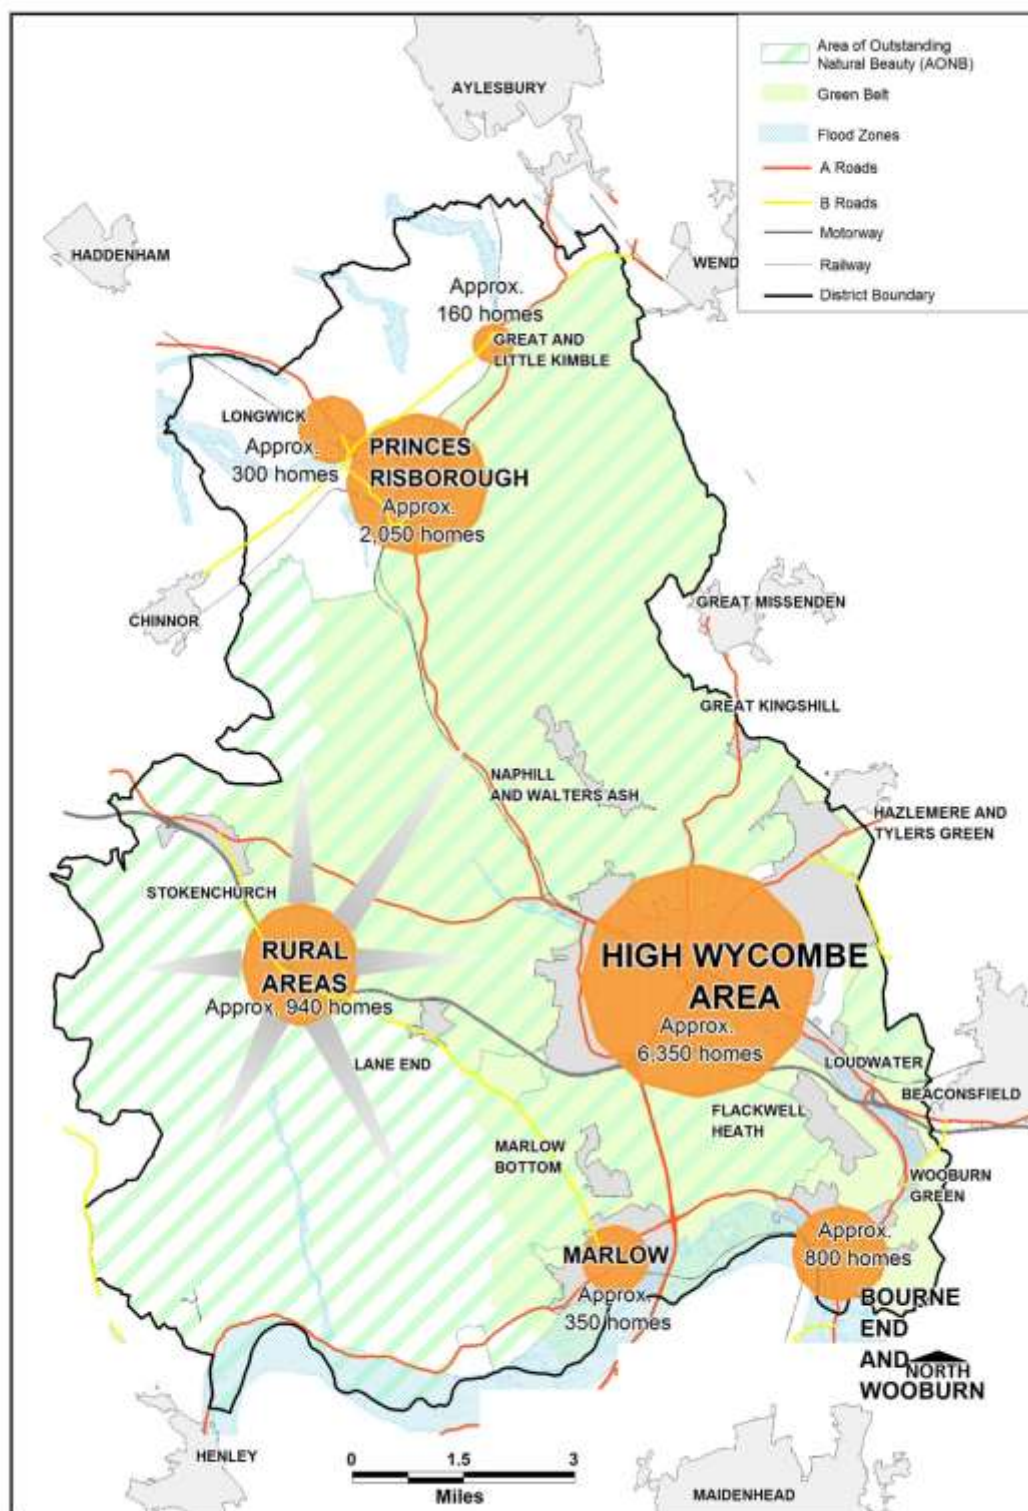 AYLESBURY
Area of Outstanding
Natural Beauty (AONB)
Green Belt
Flood Zones
A Roads
B Roads
Motorway
Railway
District Boundary
HADDENHAM
WEND
Approx.
160 homes
GREAT AND
LITTLE KIMBLE
LONGWICK
Approx.
300 homes
PRINCES
RISBOROUGH
Approx.
2,050 homes
CHINNOR
GREAT MISSENDEN
GREAT KINGSHILL
NAPHILL
AND WALTERS ASH
HAZLEMERE AND
TYLERS GREEN
STOKENCHURCH
RURAL
AREAS
Approx. 940 homes
HIGH WYCOMBE
AREA
Approx.
6,350 homes
LANE END
LOUDWATER
BEACONSFIELD
FLACKWELL
HEATH
MARLOW
BOTTOM
WOOBURN
GREEN
MARLOW
Approx.
350 homes
Approx.
800 homes
BOURNE
END
AND
WOOBURN
NORTH
HENLEY
0 1.5 3
Miles
MAIDENHEAD